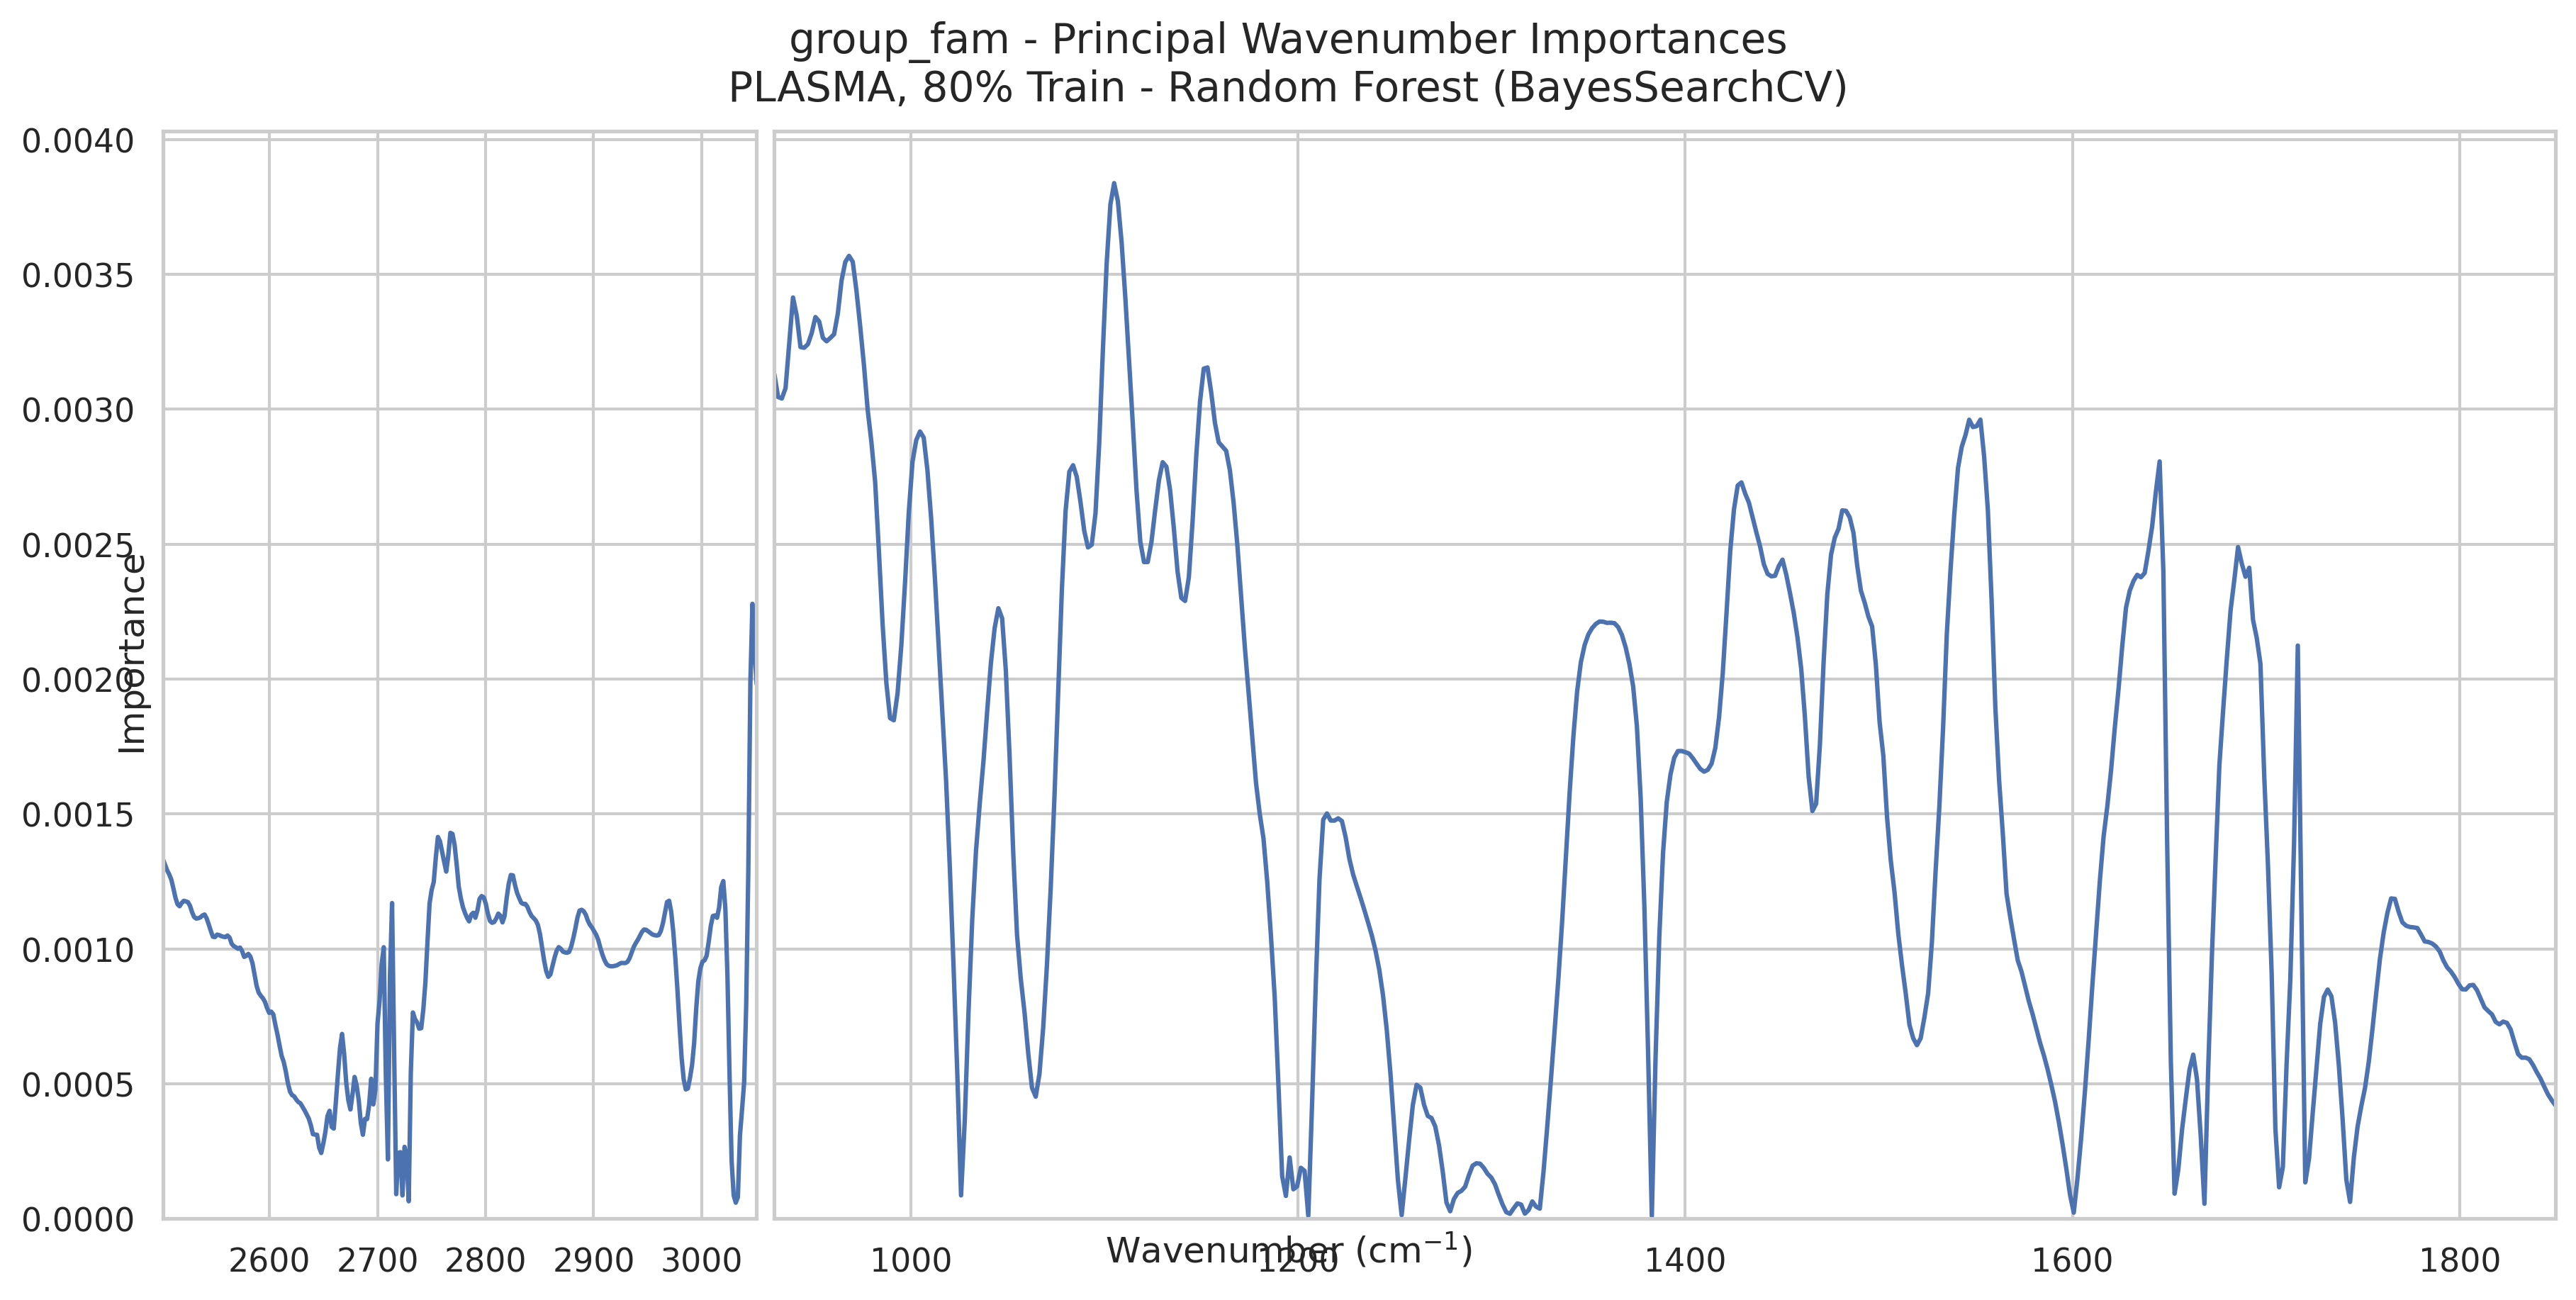 group_fam - Principal Wavenumber Importances
PLASMA, 80% Train - Random Forest (BayesSearchCV)
0.0040
0.0035
0.0030
0.0025
0.0020
0.0015
0.0010
0.0005
0.0000
Importance
2600 2700 2800 2900 3000 1000 1200 1400 1600 1800
Wavenumber (cm⁻¹)